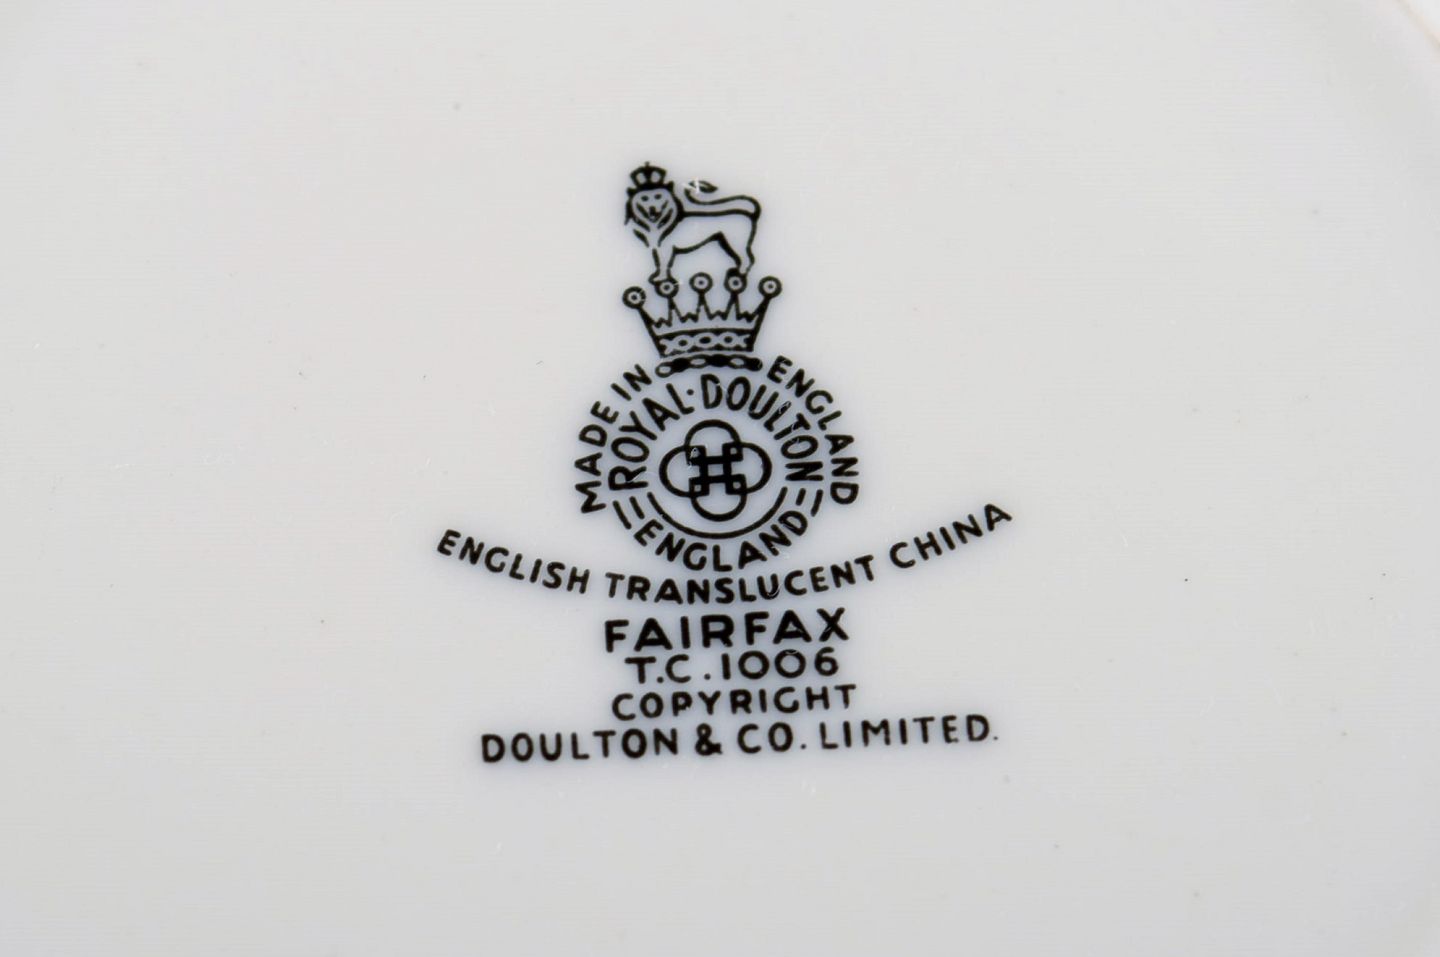 MADE IN ENGLAND
ROYAL·DOULTON
ENGLAND
ENGLISH TRANSLUCENT CHINA
FAIRFAX
T.C.1006
COPYRIGHT
DOULTON & CO. LIMITED.